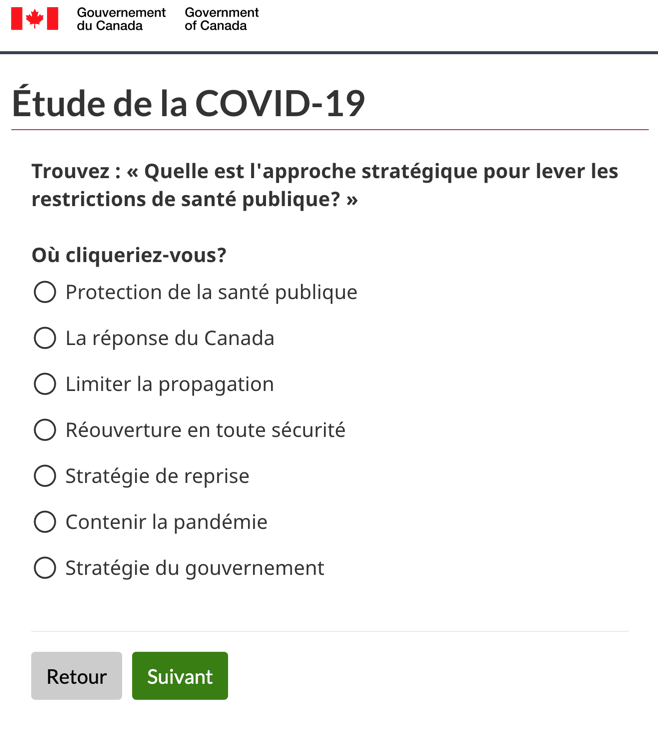 Gouvernement Government
du Canada of Canada
Étude de la COVID-19
Trouvez : « Quelle est l'approche stratégique pour lever les
restrictions de santé publique? »
Où cliqueriez-vous?
Protection de la santé publique
La réponse du Canada
Limiter la propagation
Réouverture en toute sécurité
Stratégie de reprise
Contenir la pandémie
Stratégie du gouvernement
Retour Suivant